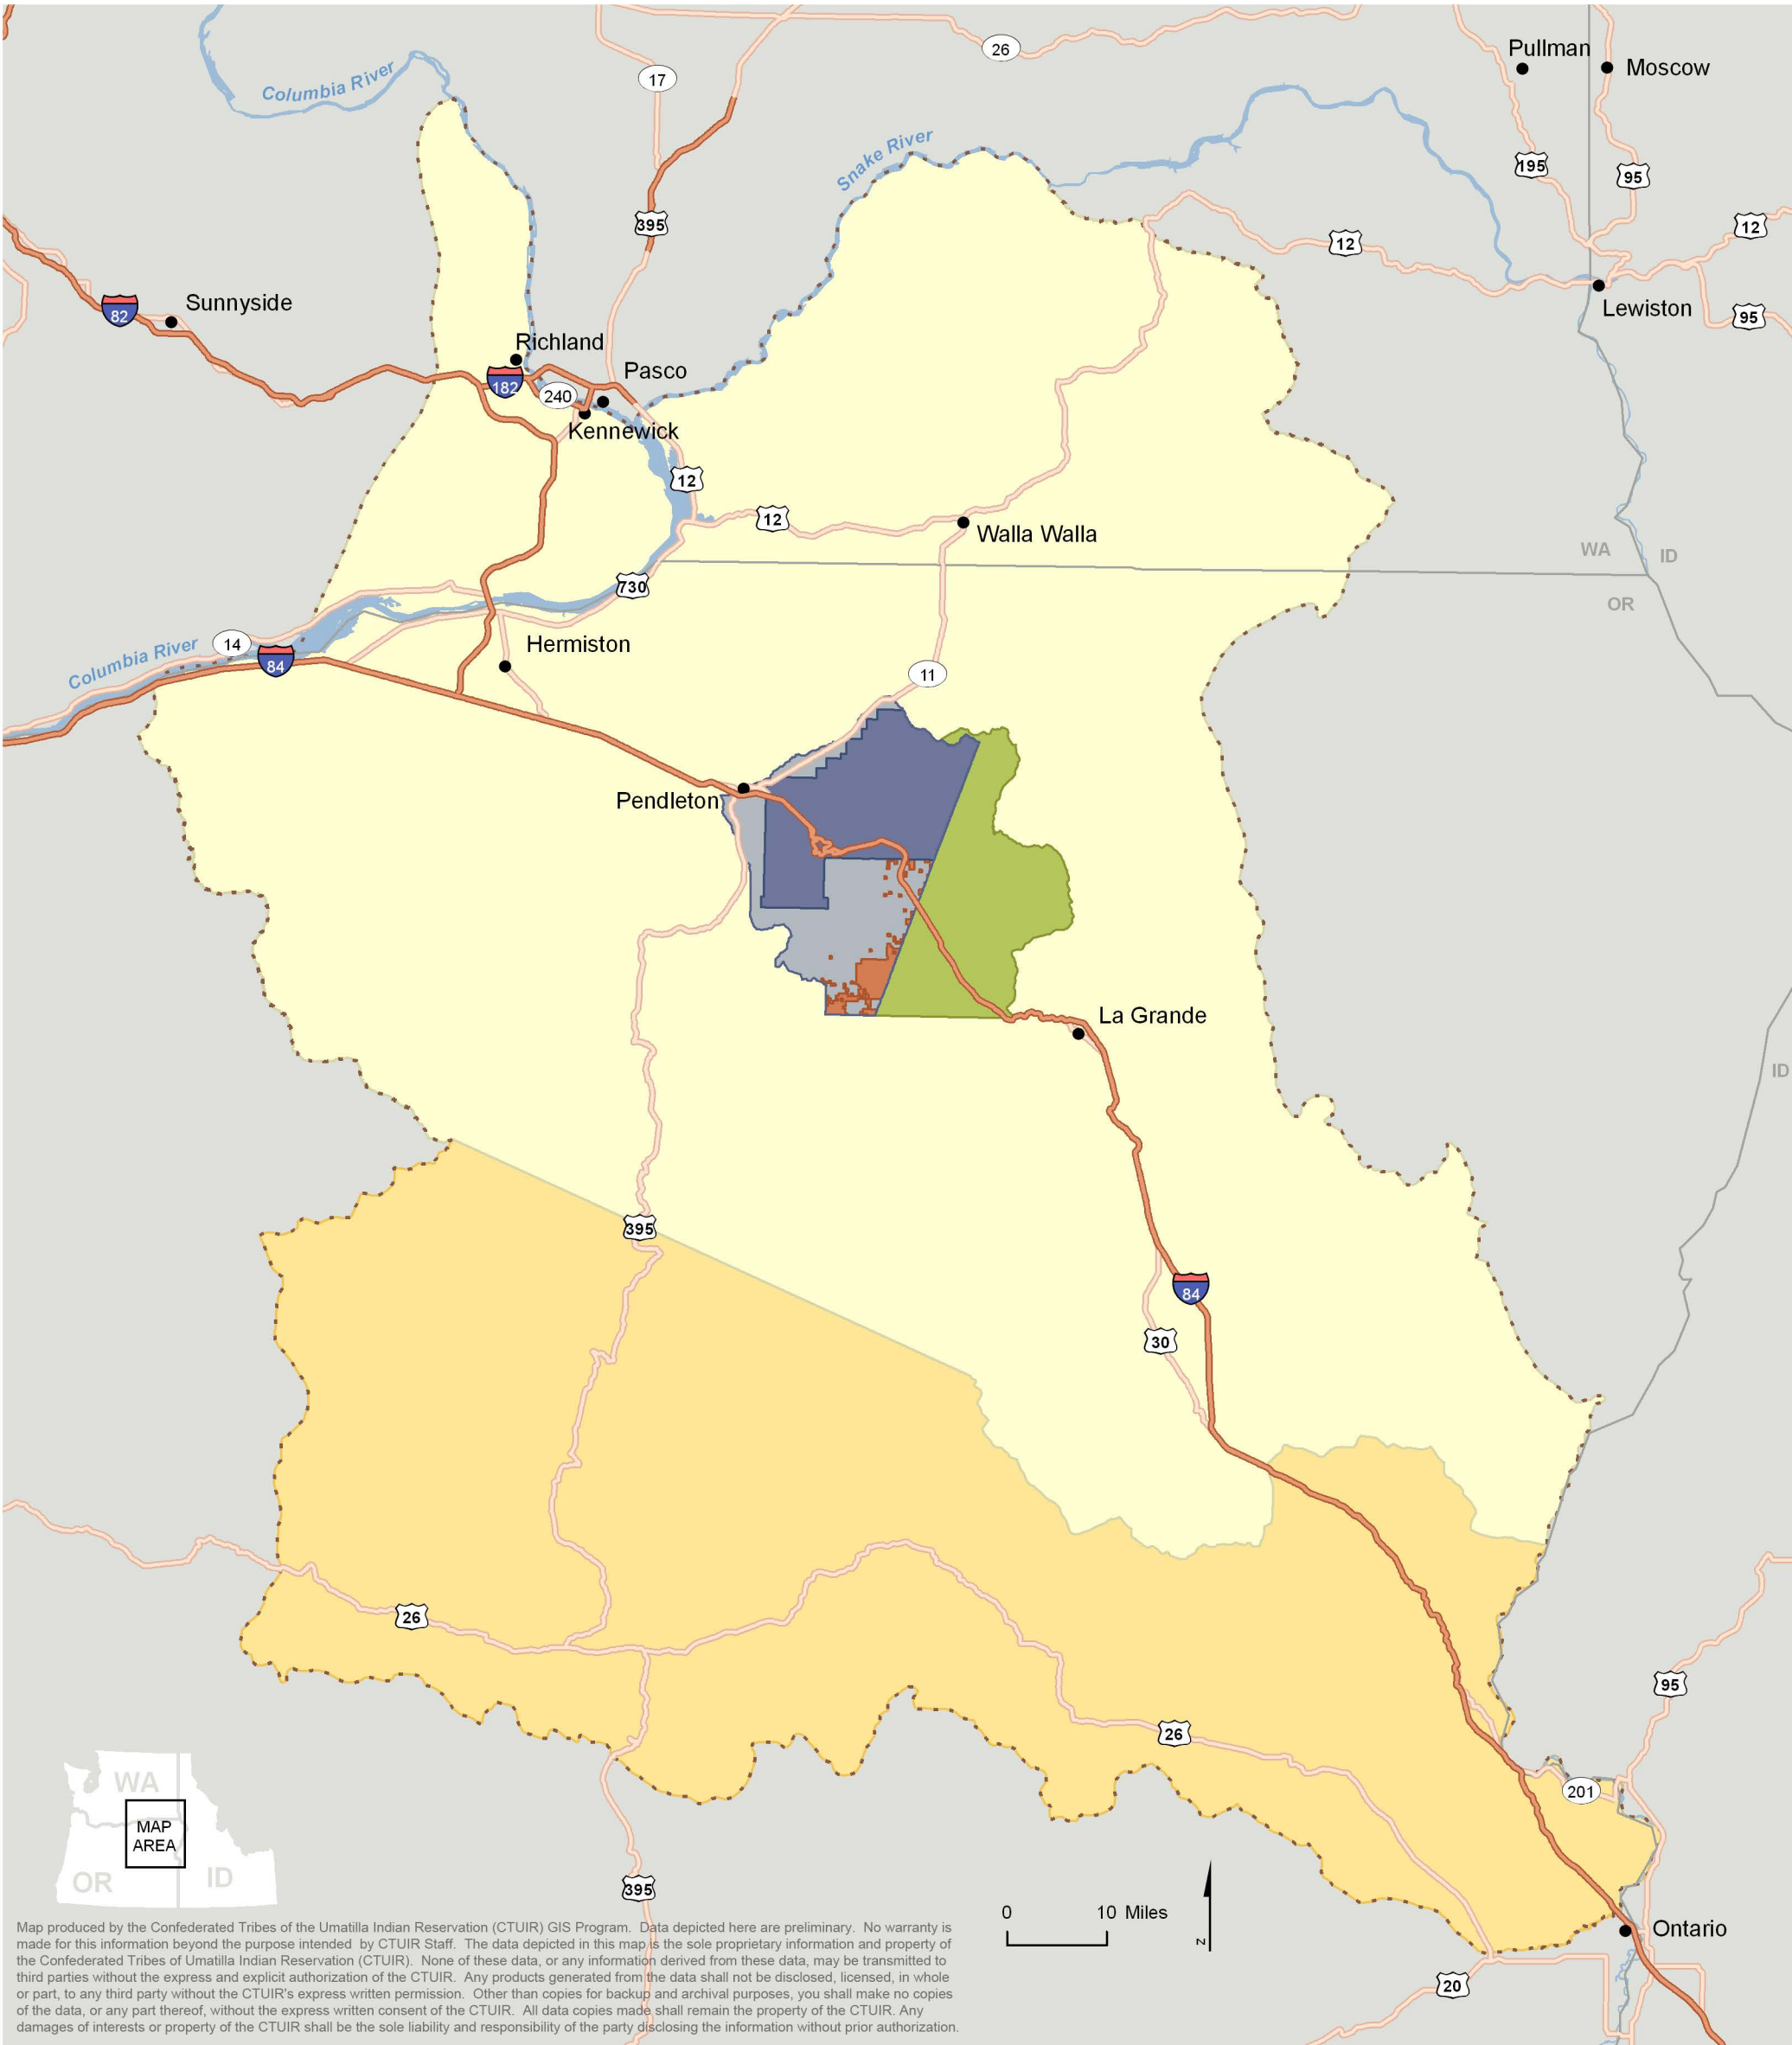 26
Pullman
Moscow
17
Columbia River
Snake River
195
95
395
12
12
82
Sunnyside
Lewiston
95
Richland
Pasco
182
240
Kennewick
12
12
Walla Walla
WA
ID
730
OR
14
Hermiston
84
Columbia River
11
Pendleton
La Grande
ID
395
84
30
26
95
26
WA
201
MAP
AREA
OR
ID
395
0
10 Miles
N
Ontario
20
Map produced by the Confederated Tribes of the Umatilla Indian Reservation (CTUIR) GIS Program.  Data depicted here are preliminary.  No warranty is
made for this information beyond the purpose intended  by CTUIR Staff.  The data depicted in this map is the sole proprietary information and property of
the Confederated Tribes of Umatilla Indian Reservation (CTUIR).  None of these data, or any information derived from these data, may be transmitted to
third parties without the express and explicit authorization of the CTUIR.  Any products generated from the data shall not be disclosed, licensed, in whole
or part, to any third party without the CTUIR's express written permission.  Other than copies for backup and archival purposes, you shall make no copies
of the data, or any part thereof, without the express written consent of the CTUIR.  All data copies made shall remain the property of the CTUIR. Any
damages of interests or property of the CTUIR shall be the sole liability and responsibility of the party disclosing the information without prior authorization.